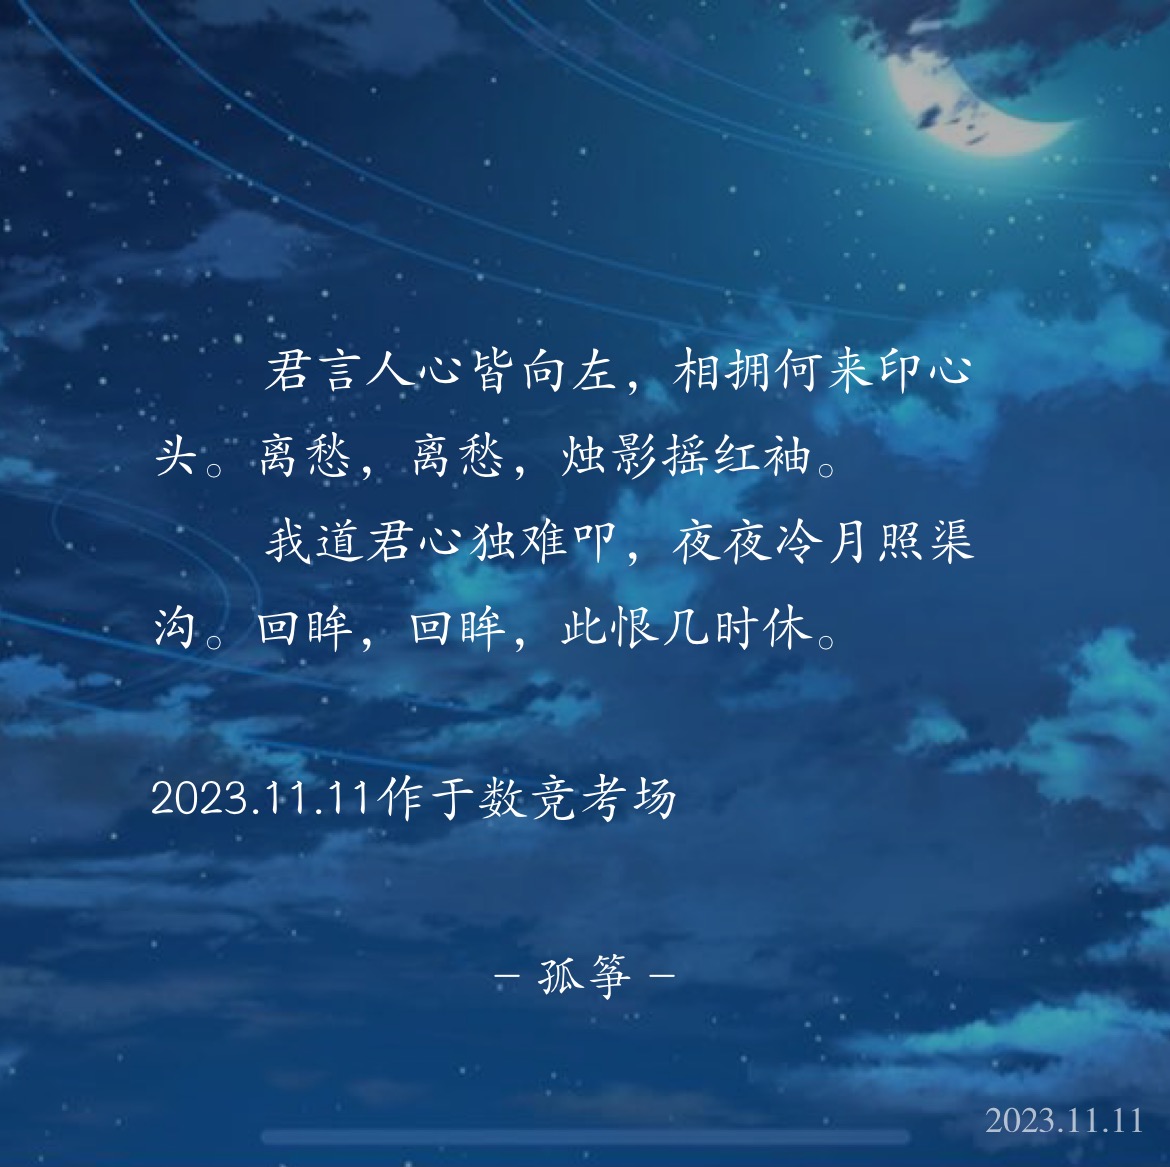 君言人心皆向左，相拥何来印心
头。离愁，离愁，烛影摇红袖。
我道君心独难叩，夜夜冷月照渠
沟。回眸，回眸，此恨几时休。
2023.11.11作于数竞考场
– 孤筝 –
2023.11.11